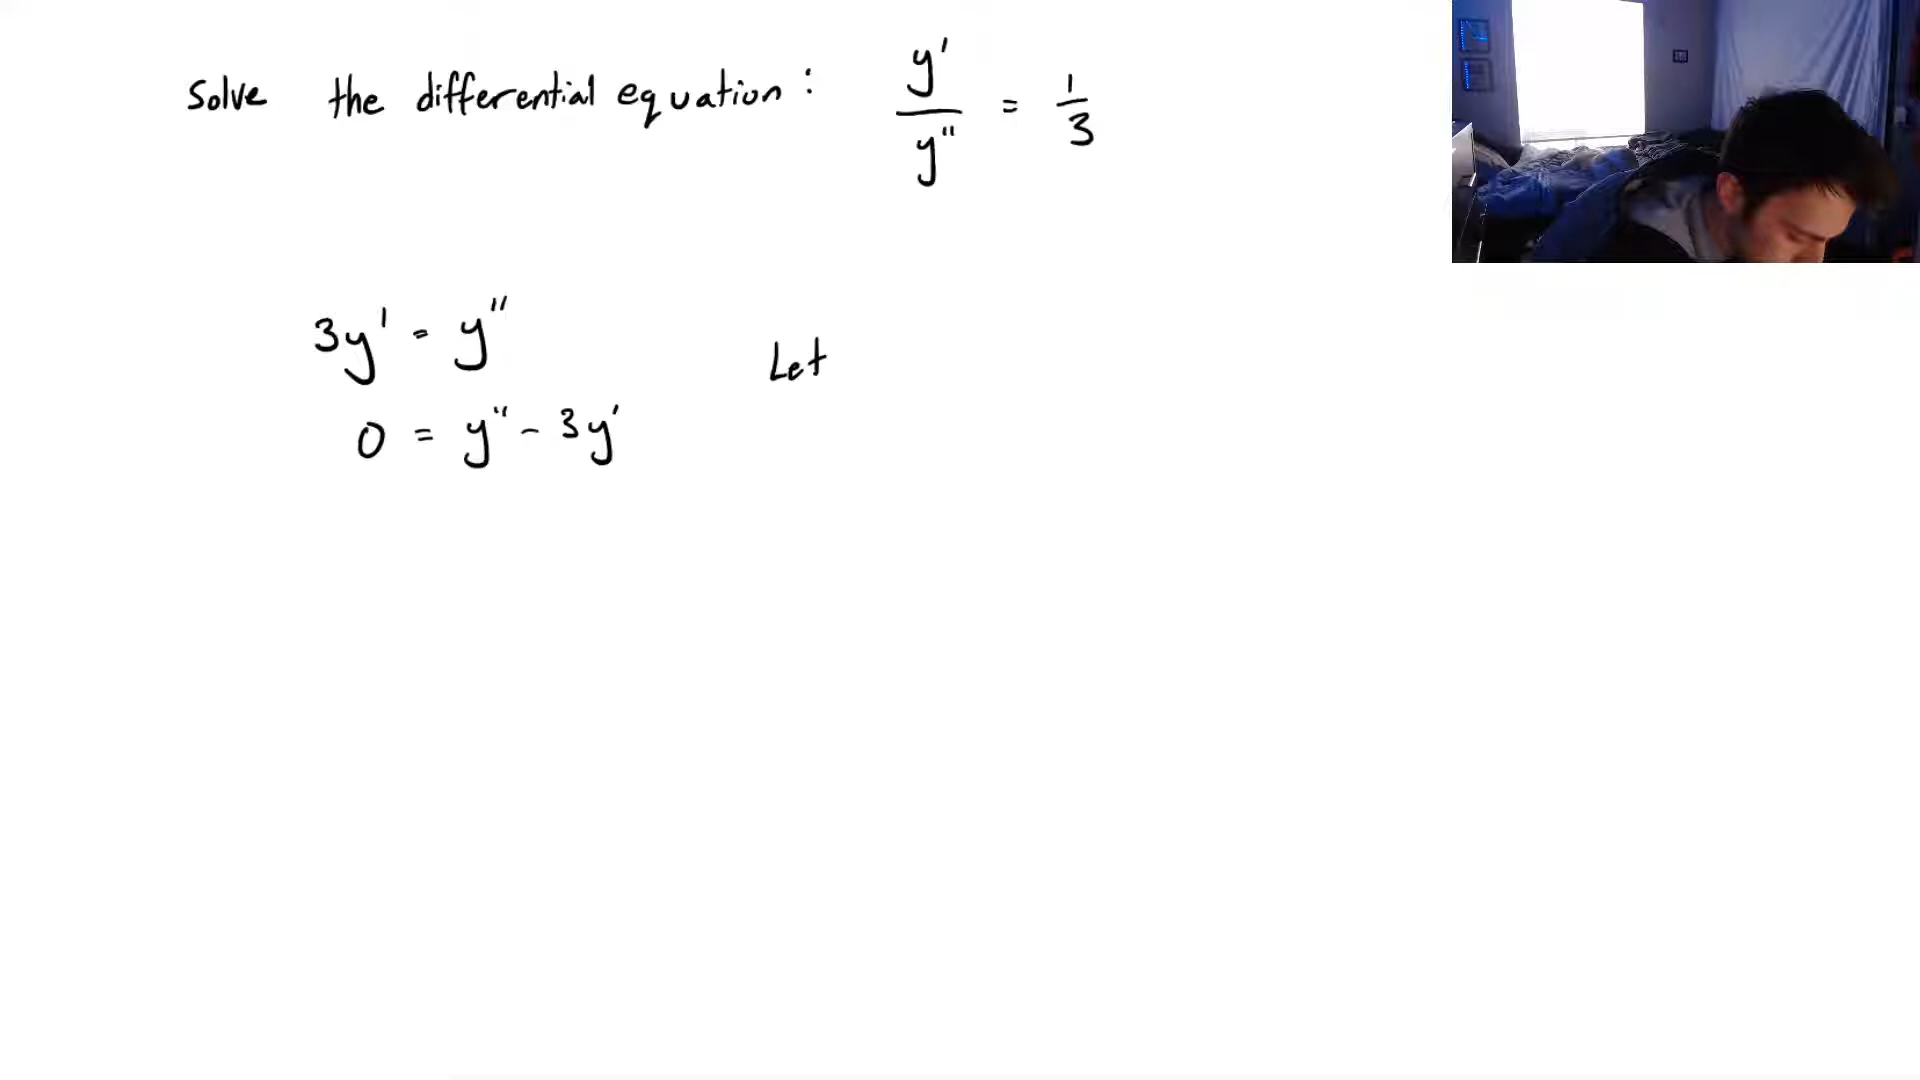 Solve the differential equation: y'/y" = 1/3
3y' = y"
Let
0 = y" - 3y'